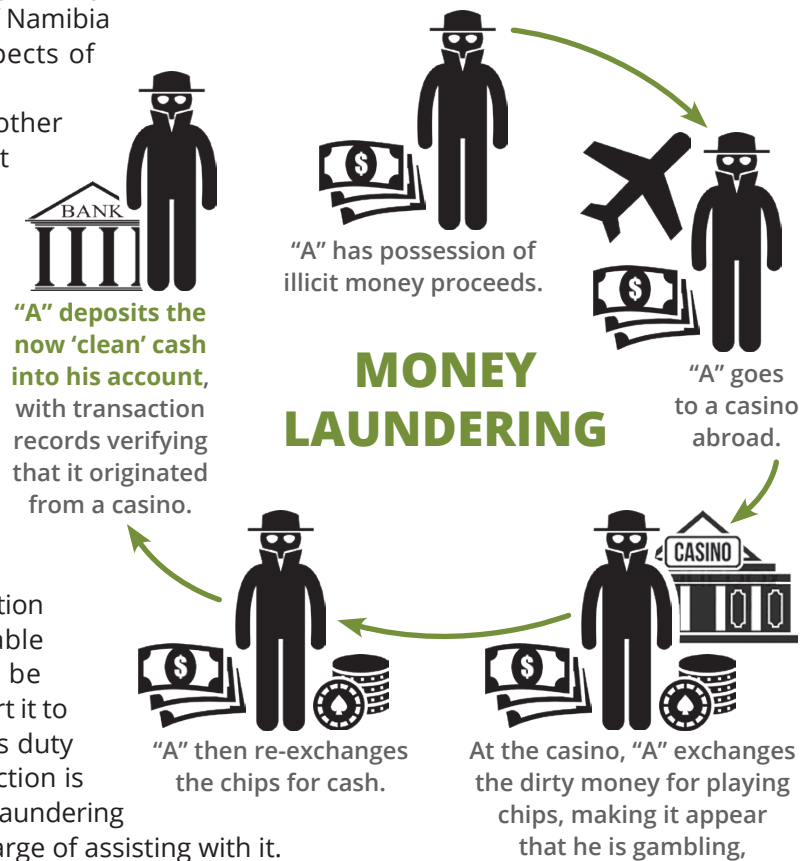 Namibia
pects of
other
t
"A" has possession of
illicit money proceeds.
"A" goes
to a casino
abroad.
CASINO
At the casino, "A" exchanges
the dirty money for playing
chips, making it appear
that he is gambling,
"A" then re-exchanges
the chips for cash.
BANK
"A" deposits the
now 'clean' cash
into his account,
with transaction
records verifying
that it originated
from a casino.
MONEY
LAUNDERING
$
$
$
$
tion
able
be
rt it to
s duty
ction is
aundering
arge of assisting with it.